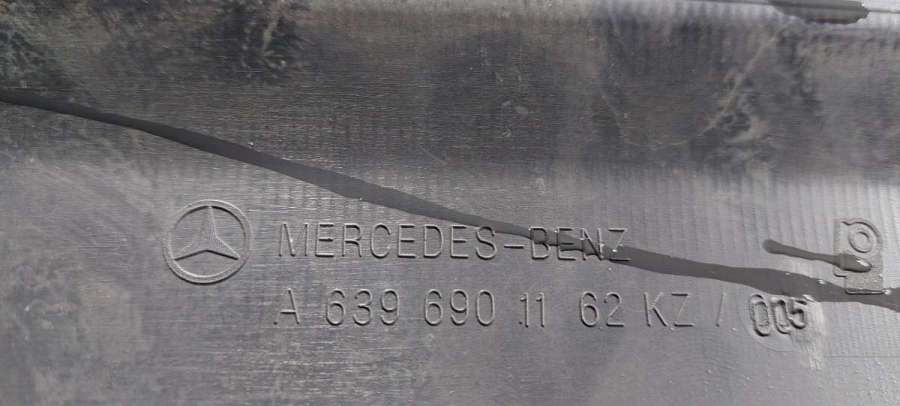 MERCEDES-BENZ
A 639 690 11 62 KZ / 005